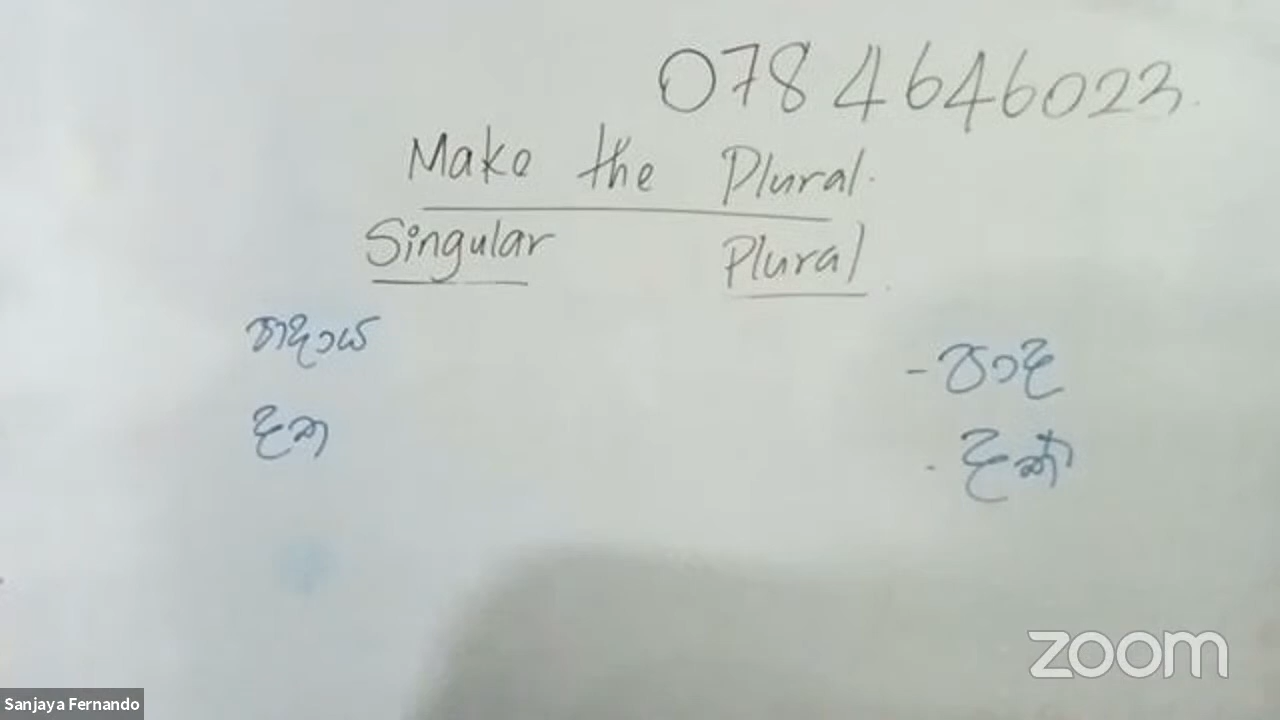 0784646023.
Make the Plural.
Singular Plural.
පාදය - පාද
දත - දත්
zoom
Sanjaya Fernando